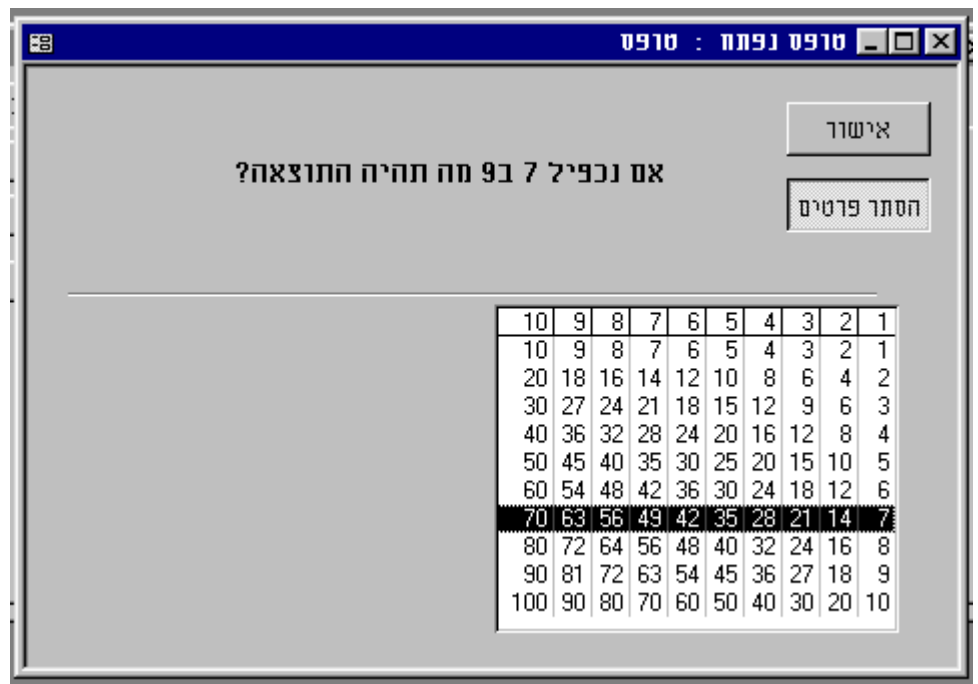 טופס נפתח : טופס
אישור
אם נכפיל 7 ב9 מה תהיה התוצאה?
הסתר פרטים
1 2 3 4 5 6 7 8 9 10
1 2 3 4 5 6 7 8 9 10
2 4 6 8 10 12 14 16 18 20
3 6 9 12 15 18 21 24 27 30
4 8 12 16 20 24 28 32 36 40
5 10 15 20 25 30 35 40 45 50
6 12 18 24 30 36 42 48 54 60
7 14 21 28 35 42 49 56 63 70
8 16 24 32 40 48 56 64 72 80
9 18 27 36 45 54 63 72 81 90
10 20 30 40 50 60 70 80 90 100